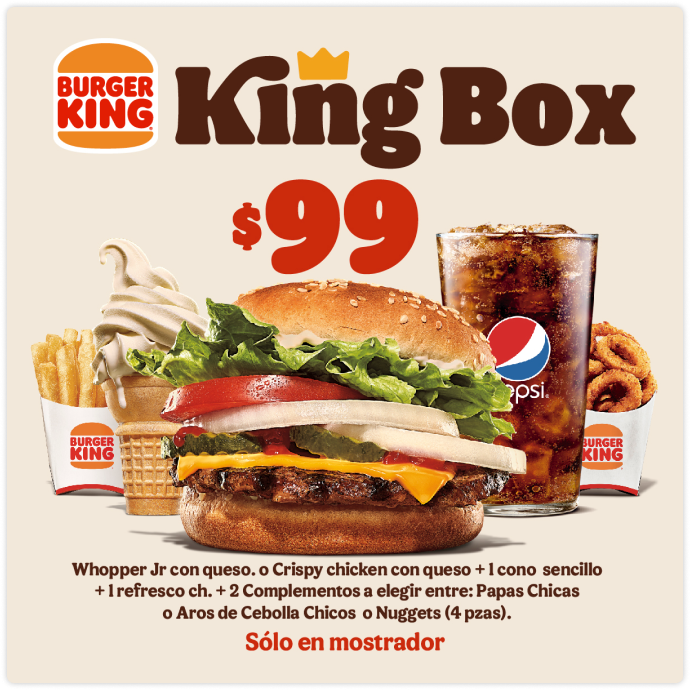 BURGER
KING
King Box
$99
pepsi
BURGER
KING
BURGER
KING
Whopper Jr con queso. o Crispy chicken con queso + 1 cono sencillo
+ 1 refresco ch. + 2 Complementos a elegir entre: Papas Chicas
o Aros de Cebolla Chicos o Nuggets (4 pzas).
Sólo en mostrador